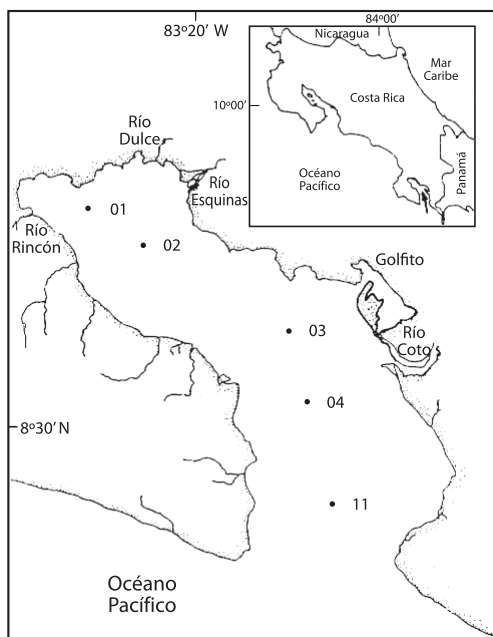 83º20’ W
84º00’
Nicaragua
Mar
Caribe
10º00’
Costa Rica
Océano
Pacífico
Panamá
Río
Dulce
Río
Esquinas
01
Río
Rincón
02
Golfito
03
Río
Coto
04
8º30’ N
11
Océano
Pacífico